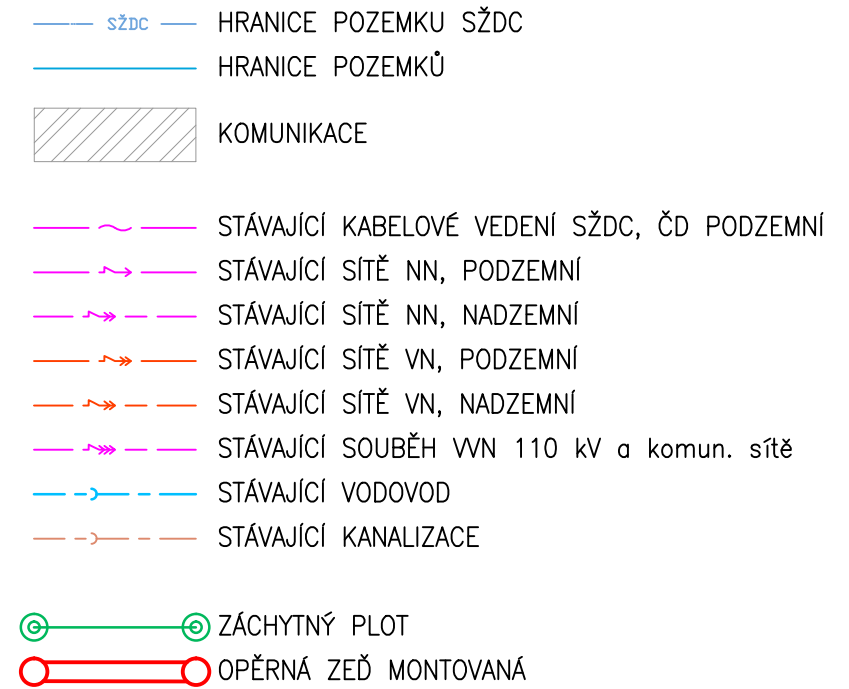 SŽDC HRANICE POZEMKU SŽDC
HRANICE POZEMKŮ
KOMUNIKACE
STÁVAJÍCÍ KABELOVÉ VEDENÍ SŽDC, ČD PODZEMNÍ
STÁVAJÍCÍ SÍTĚ NN, PODZEMNÍ
STÁVAJÍCÍ SÍTĚ NN, NADZEMNÍ
STÁVAJÍCÍ SÍTĚ VN, PODZEMNÍ
STÁVAJÍCÍ SÍTĚ VN, NADZEMNÍ
STÁVAJÍCÍ SOUBĚH VVN 110 kV a komun. sítě
STÁVAJÍCÍ VODOVOD
STÁVAJÍCÍ KANALIZACE
ZÁCHYTNÝ PLOT
OPĚRNÁ ZEĎ MONTOVANÁ